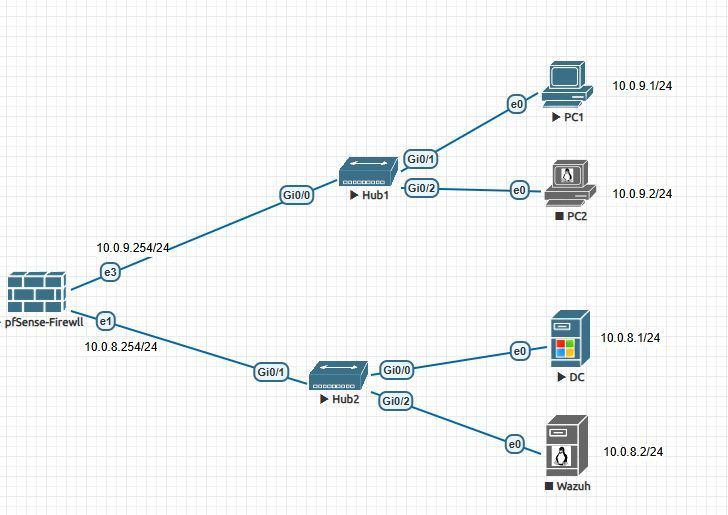 10.0.9.1/24
e0
PC1
Gi0/1
Hub1
Gi0/0
Gi0/2
e0
10.0.9.2/24
PC2
10.0.9.254/24
e3
pfSense-Firewll
e1
10.0.8.254/24
10.0.8.1/24
e0
DC
Gi0/1
Gi0/0
Hub2
Gi0/2
e0
10.0.8.2/24
Wazuh